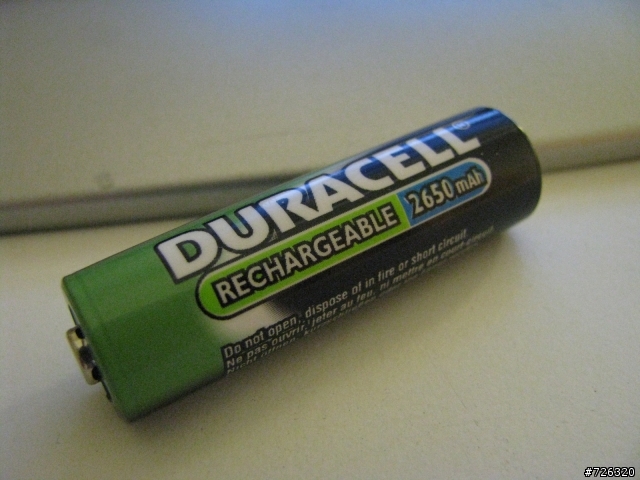 DURACELL®
RECHARGEABLE 2650 mAh
Do not open, dispose of in fire or short circuit
Ne pas ouvrir, jeter au feu, ni mettre en court-circuit
#726320